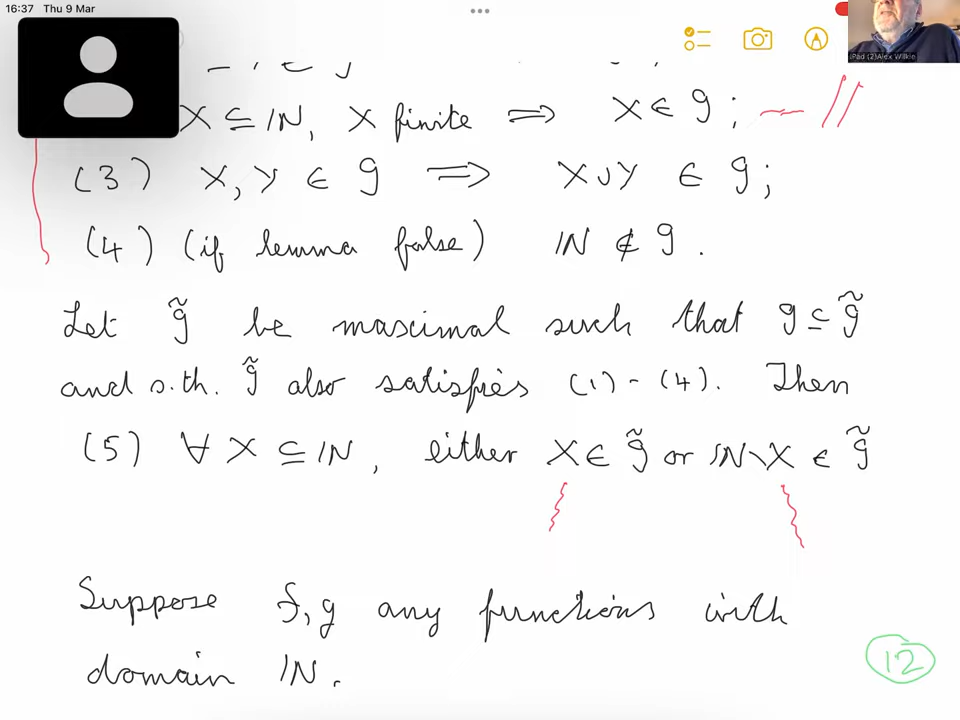 16:37 Thu 9 Mar
iPad (2)Alex Wilkie
X ⊆ ℕ, X finite ⟹ X ∈ 𝒢 ;
(3) X, Y ∈ 𝒢 ⟹ X ∪ Y ∈ 𝒢 ;
(4) (if lemma false) ℕ ∉ 𝒢 .
Let 𝒢̃ be maximal such that 𝒢 ⊆ 𝒢̃
and s.th. 𝒢̃ also satisfies (1) - (4). Then
(5) ∀ X ⊆ ℕ, either X ∈ 𝒢̃ or ℕ\X ∈ 𝒢̃
Suppose f, g any functions with
domain ℕ.
12